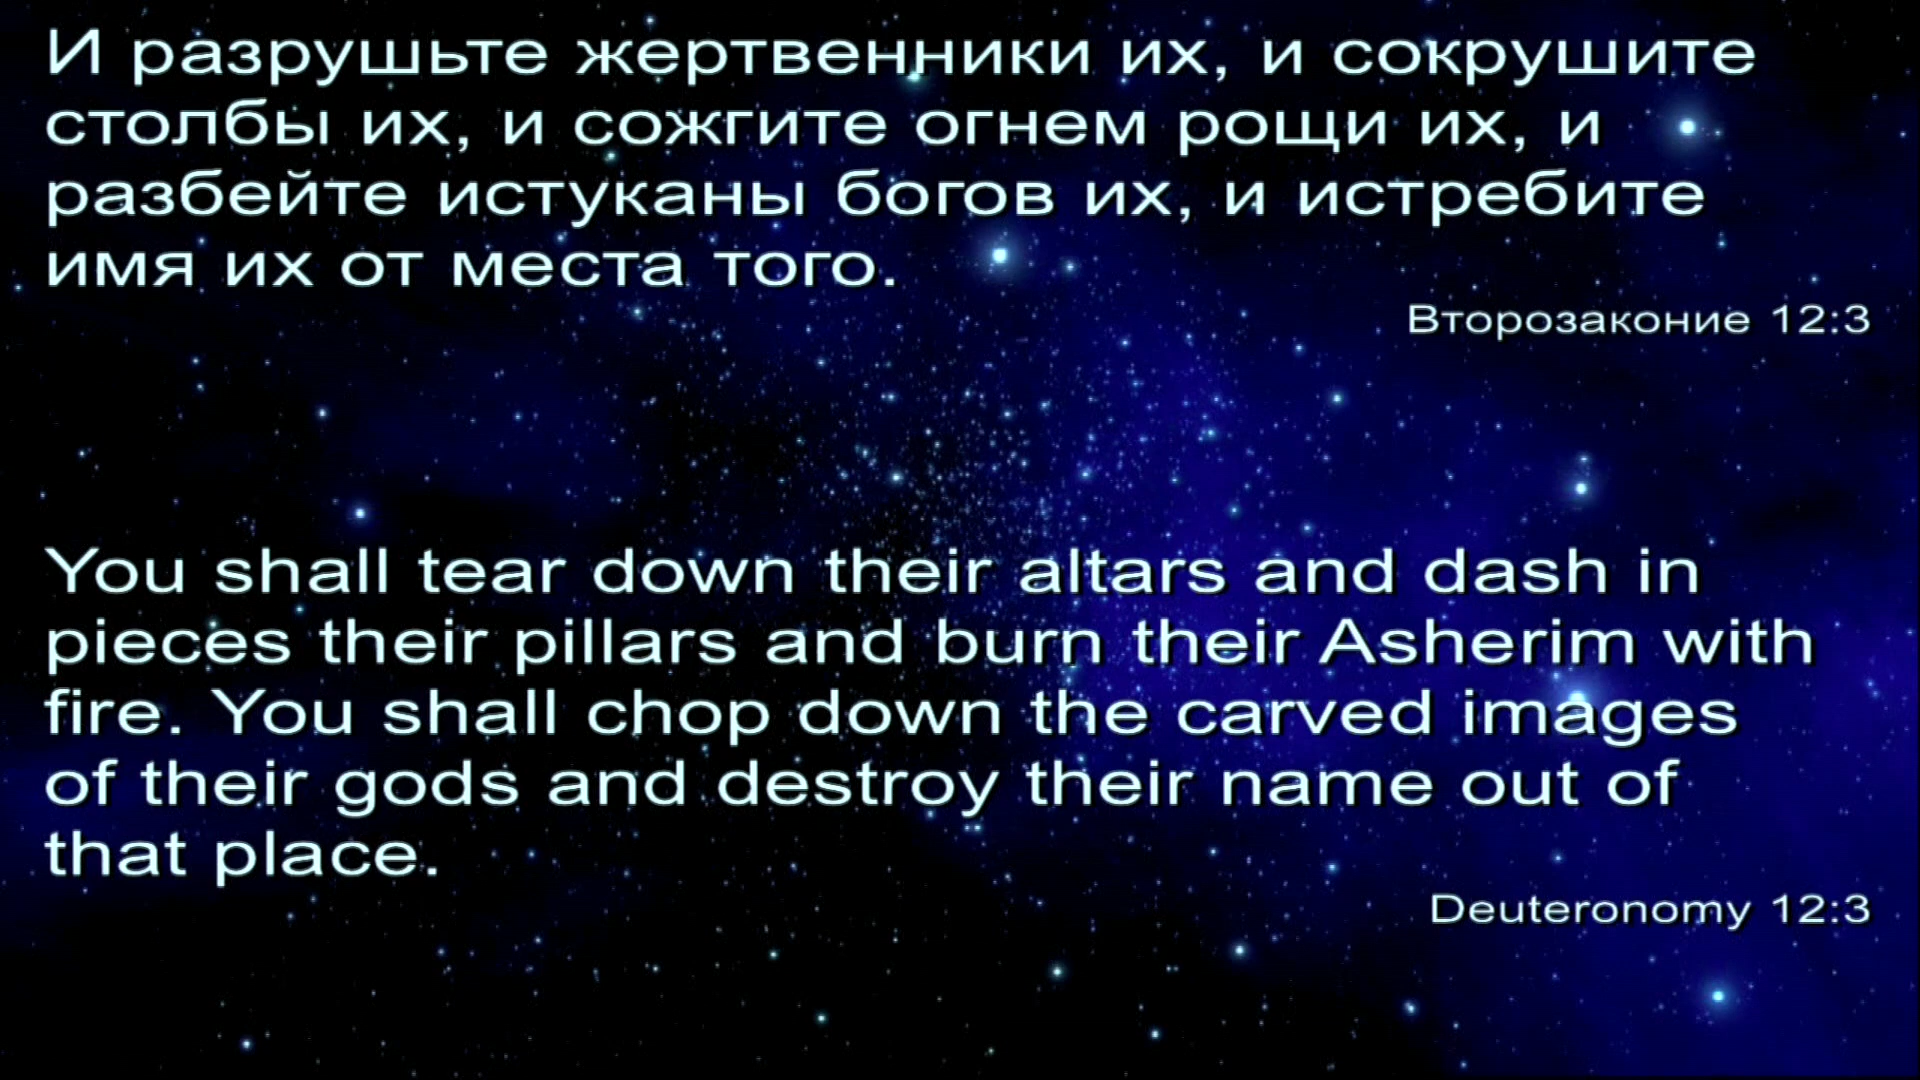 И разрушьте жертвенники их, и сокрушите
столбы их, и сожгите огнем рощи их, и
разбейте истуканы богов их, и истребите
имя их от места того.
Второзаконие 12:3
You shall tear down their altars and dash in
pieces their pillars and burn their Asherim with
fire. You shall chop down the carved images
of their gods and destroy their name out of
that place.
Deuteronomy 12:3